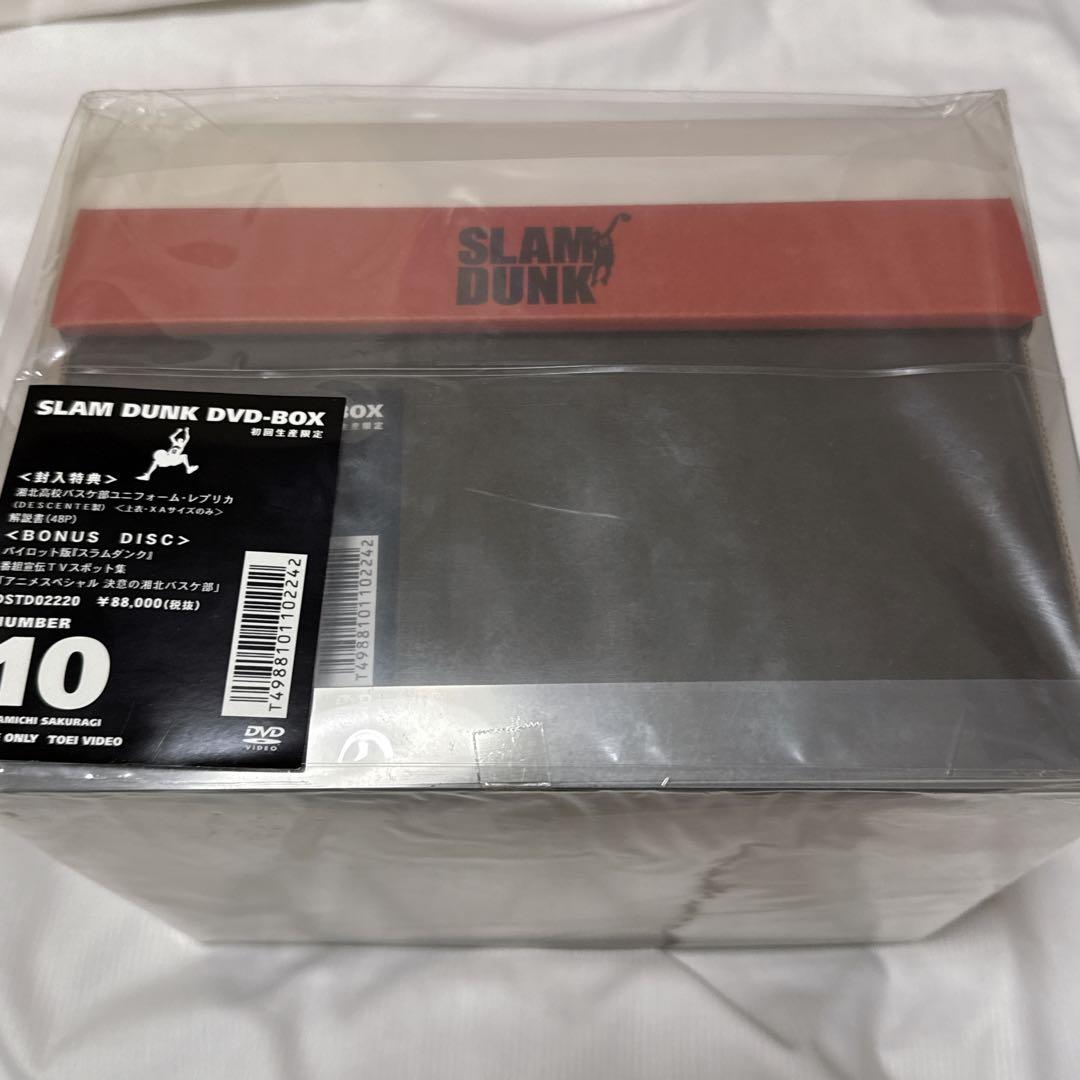 SLAM
DUNK
SLAM DUNK DVD-BOX
初回生産限定
<封入特典>
湘北高校バスケ部ユニフォーム・レプリカ
(DESCENTE製) <上衣・XAサイズのみ>
解説書(48P)
<BONUS DISC>
パイロット版『スラムダンク』
番組宣伝TVスポット集
「アニメスペシャル 決意の湘北バスケ部」
DSTD02220 ¥88,000(税抜)
NUMBER
10
AMICHI SAKURAGI
ONLY TOEI VIDEO
T4988101102242
DVD
VIDEO
BOX
生産限定
T4988101102242